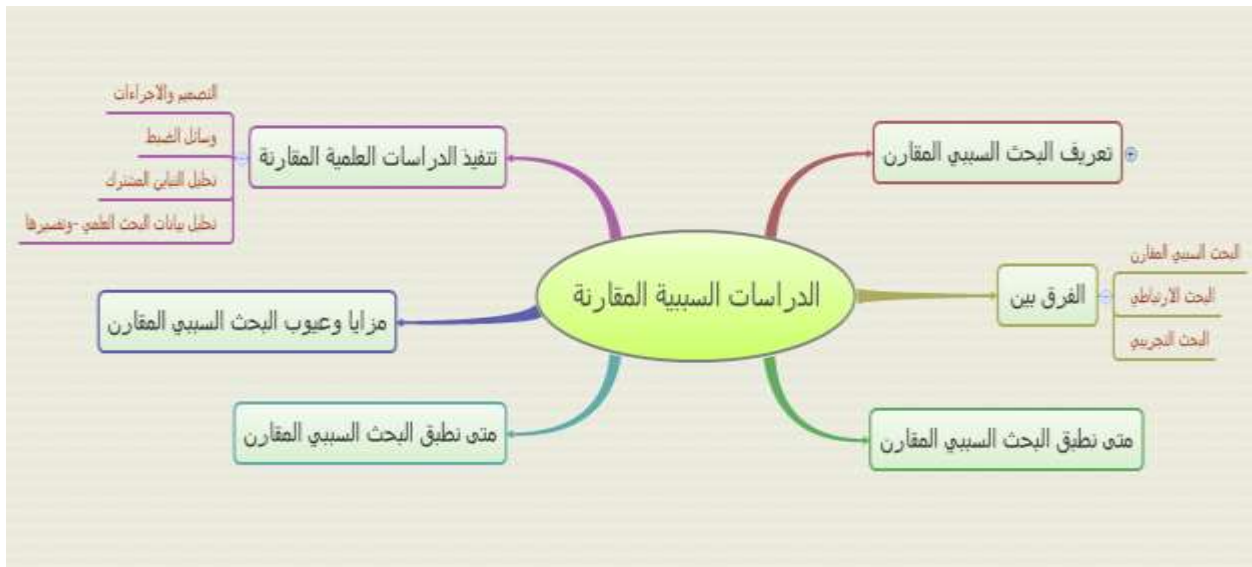 الدراسات السببية المقارنة
تعريف البحث السببي المقارن
الفرق بين
البحث السببي المقارن
البحث الارتباطي
البحث التجريبي
متى نطبق البحث السببي المقارن
تنفيذ الدراسات العلمية المقارنة
التصميم والاجراءات
وسائل الضبط
تحليل التباين المشترك
تحليل بيانات البحث العلمي -وتفسيرها
مزايا وعيوب البحث السببي المقارن
متى نطبق البحث السببي المقارن